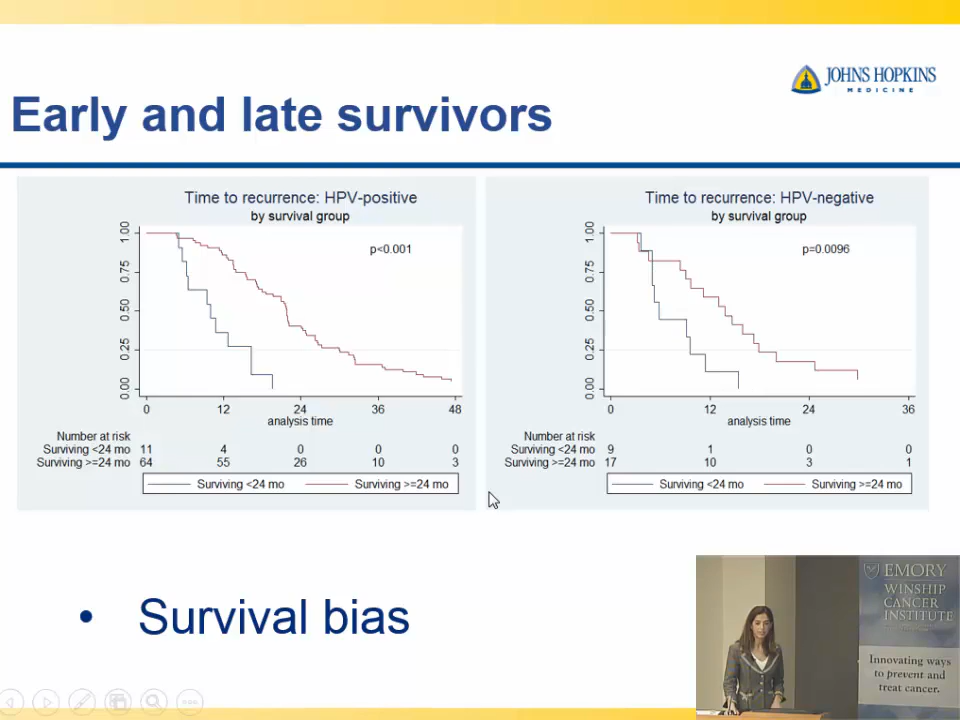 JOHNS HOPKINS
MEDICINE
Early and late survivors
Time to recurrence: HPV-positive
by survival group
p<0.001
1.00
0.75
0.50
0.25
0.00
0 12 24 36 48
analysis time
Number at risk
Surviving <24 mo 11 4 0 0 0
Surviving >=24 mo 64 55 26 10 3
Surviving <24 mo Surviving >=24 mo
Time to recurrence: HPV-negative
by survival group
p=0.0096
1.00
0.75
0.50
0.25
0.00
0 12 24 36
analysis time
Number at risk
Surviving <24 mo 9 1 0 0
Surviving >=24 mo 17 10 3 1
Surviving <24 mo Surviving >=24 mo
• Survival bias
EMORY
WINSHIP
CANCER
INSTITUTE
Innovating ways
to prevent and
treat cancer.